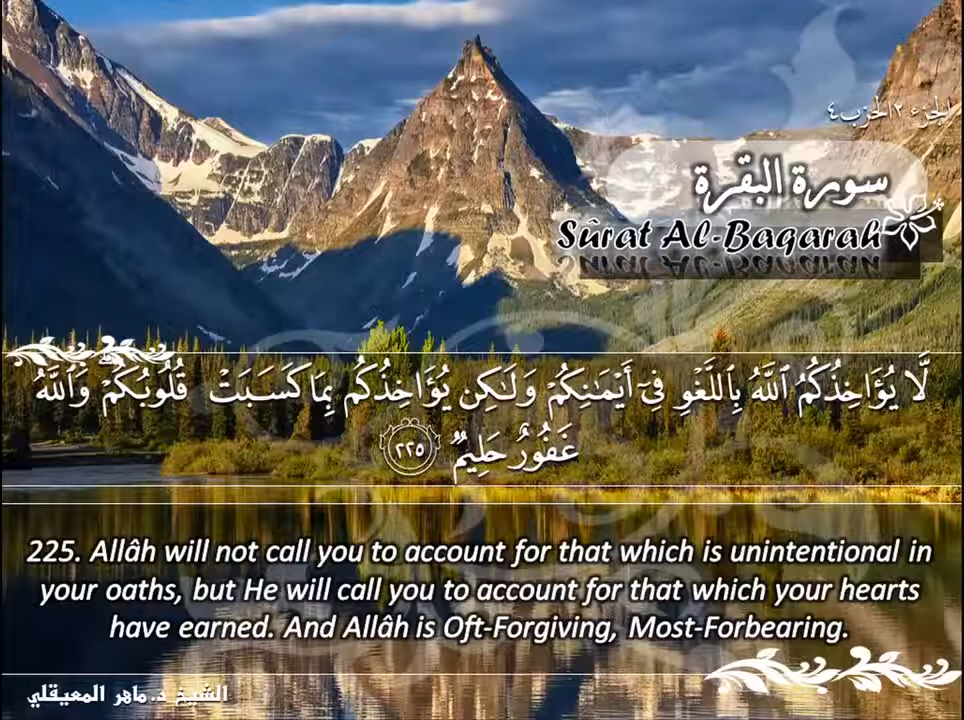 الجزء ٢ الحزب ٤
سورة البقرة
Sûrat Al-Baqarah
لَّا يُؤَاخِذُكُمُ ٱللَّهُ بِٱللَّغْوِ فِىٓ أَيْمَـٰنِكُمْ وَلَـٰكِن يُؤَاخِذُكُم بِمَا كَسَبَتْ قُلُوبُكُمْ وَٱللَّهُ
غَفُورٌ حَلِيمٌ ٢٢٥
225. Allâh will not call you to account for that which is unintentional in
your oaths, but He will call you to account for that which your hearts
have earned. And Allâh is Oft-Forgiving, Most-Forbearing.
الشيخ د. ماهر المعيقلي